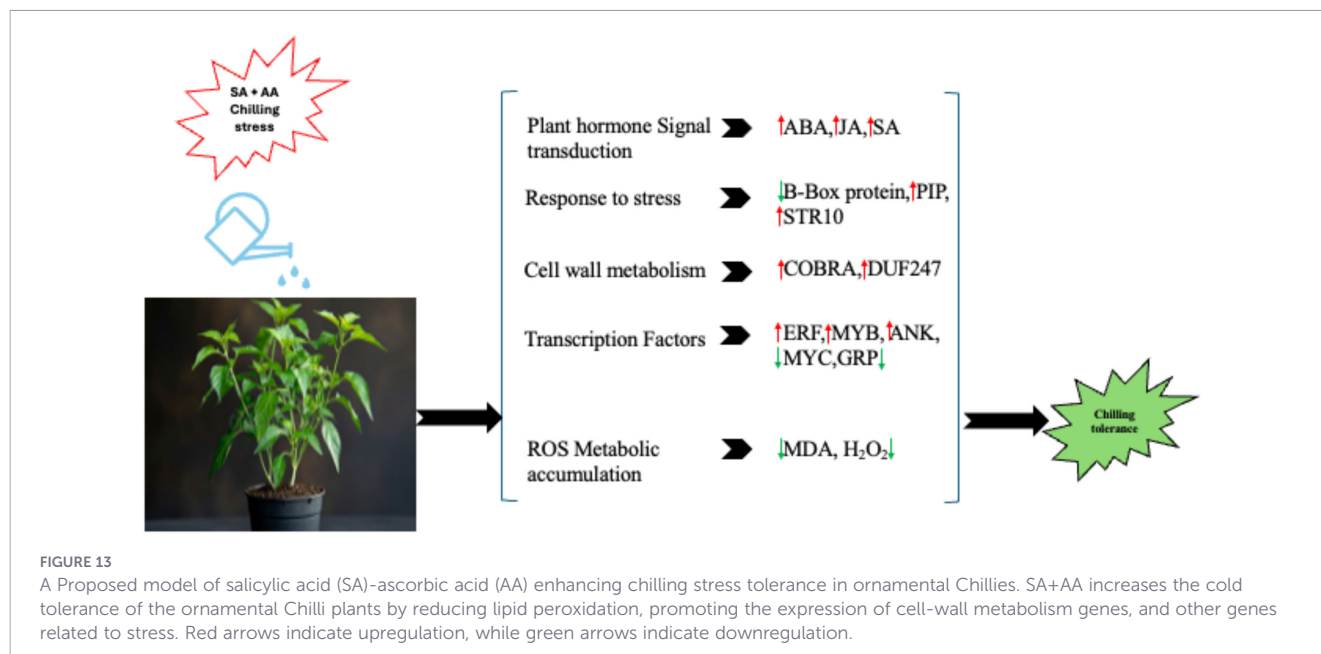 SA + AA
Chilling
stress
Plant hormone Signal
transduction
↑ABA,↑JA,↑SA
Response to stress
↓B-Box protein,↑PIP,
↑STR10
Cell wall metabolism
↑COBRA,↑DUF247
Transcription Factors
↑ERF,↑MYB,↑ANK,
↓MYC,GRP↓
ROS Metabolic
accumulation
↓MDA, H₂O₂↓
Chilling
tolerance
FIGURE 13
A Proposed model of salicylic acid (SA)-ascorbic acid (AA) enhancing chilling stress tolerance in ornamental Chillies. SA+AA increases the cold
tolerance of the ornamental Chilli plants by reducing lipid peroxidation, promoting the expression of cell-wall metabolism genes, and other genes
related to stress. Red arrows indicate upregulation, while green arrows indicate downregulation.